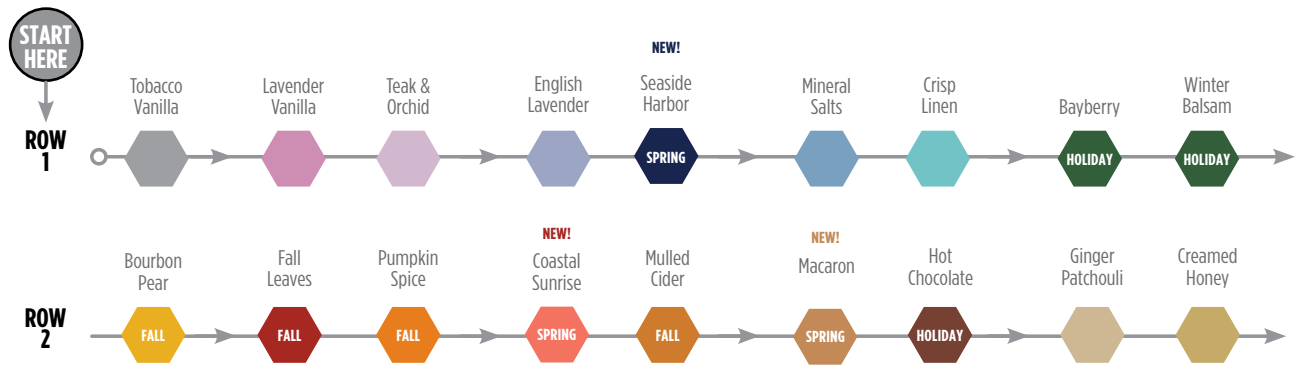 START
HERE
NEW!
Tobacco
Vanilla
Lavender
Vanilla
Teak &
Orchid
English
Lavender
Seaside
Harbor
Mineral
Salts
Crisp
Linen
Bayberry
Winter
Balsam
ROW
1
SPRING
HOLIDAY
HOLIDAY
NEW!
NEW!
Bourbon
Pear
Fall
Leaves
Pumpkin
Spice
Coastal
Sunrise
Mulled
Cider
Macaron
Hot
Chocolate
Ginger
Patchouli
Creamed
Honey
ROW
2
FALL
FALL
FALL
SPRING
FALL
SPRING
HOLIDAY